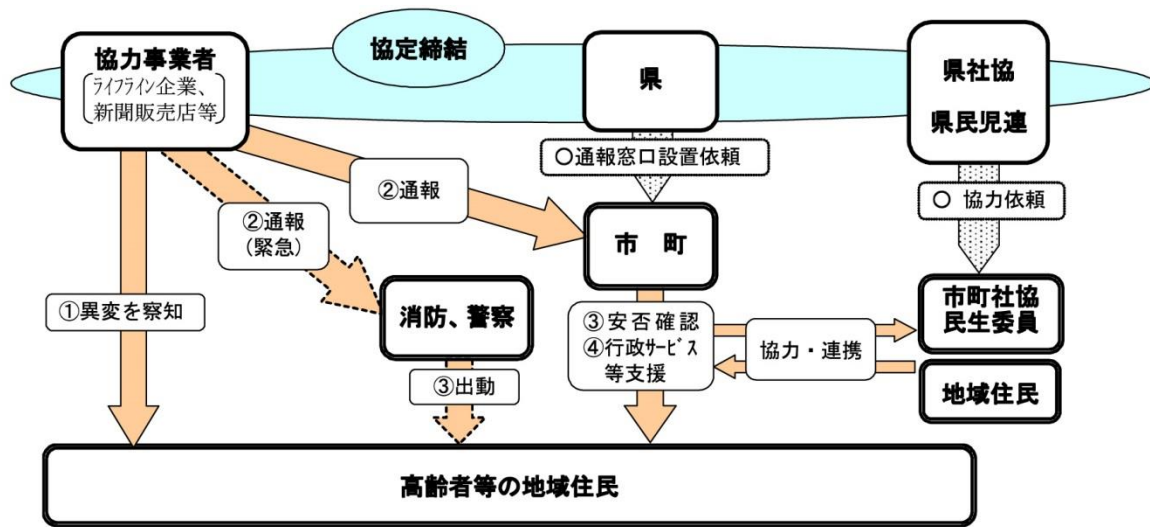 協定締結
協力事業者
ﾗｲﾌﾗｲﾝ企業、
新聞販売店等
県
県社協
県民児連
○通報窓口設置依頼
○ 協力依頼
②通報
②通報
(緊急)
市 町
①異変を察知
消防、警察
③安否確認
④行政ｻｰﾋﾞｽ
等支援
協力・連携
市町社協
民生委員
地域住民
③出動
高齢者等の地域住民